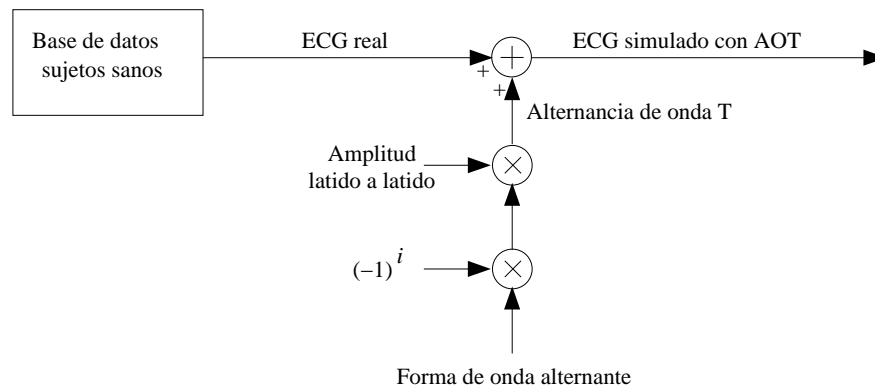 Base de datos
sujetos sanos
ECG real
ECG simulado con AOT
+
+
+
Alternancia de onda T
Amplitud
latido a latido
×
(−1)^i
×
Forma de onda alternante